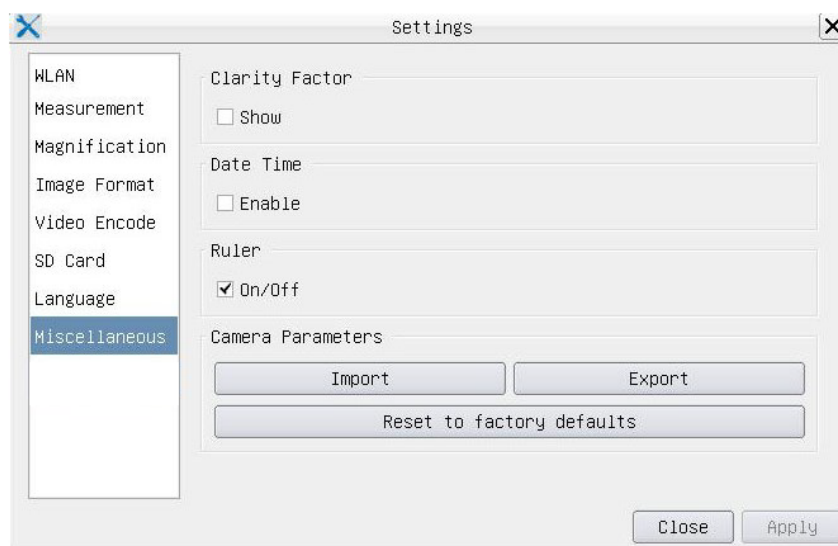 Settings
WLAN
Measurement
Magnification
Image Format
Video Encode
SD Card
Language
Miscellaneous
Clarity Factor
Show
Date Time
Enable
Ruler
On/Off
Camera Parameters
Import Export
Reset to factory defaults
Close Apply